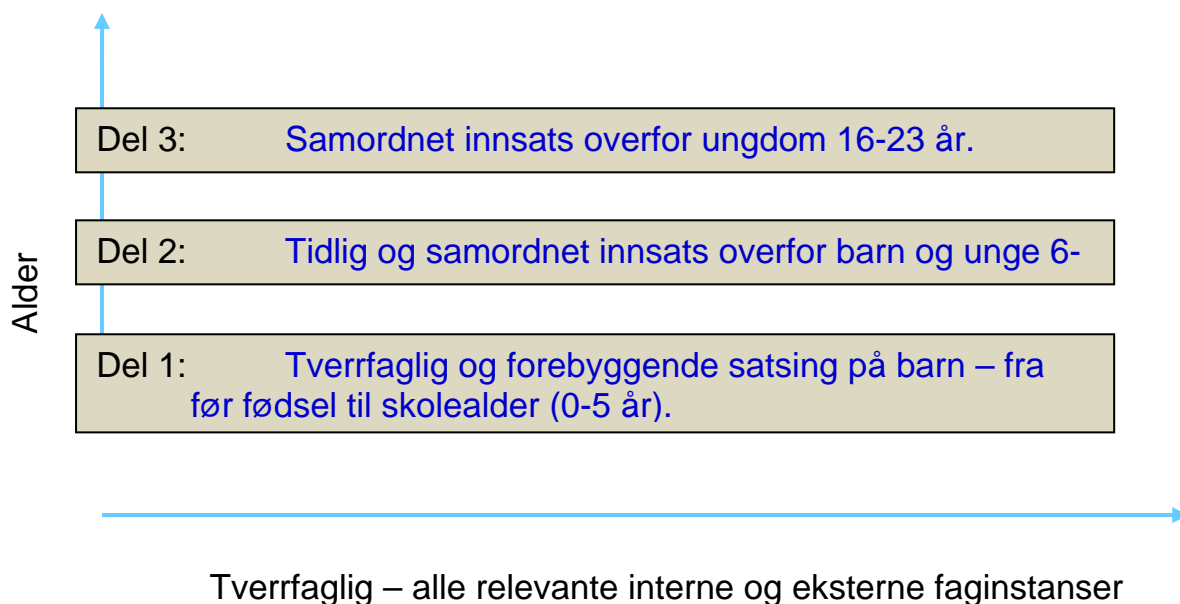 Del 3: Samordnet innsats overfor ungdom 16-23 år.
Del 2: Tidlig og samordnet innsats overfor barn og unge 6-
Alder
Del 1: Tverrfaglig og forebyggende satsing på barn – fra
før fødsel til skolealder (0-5 år).
Tverrfaglig – alle relevante interne og eksterne faginstanser